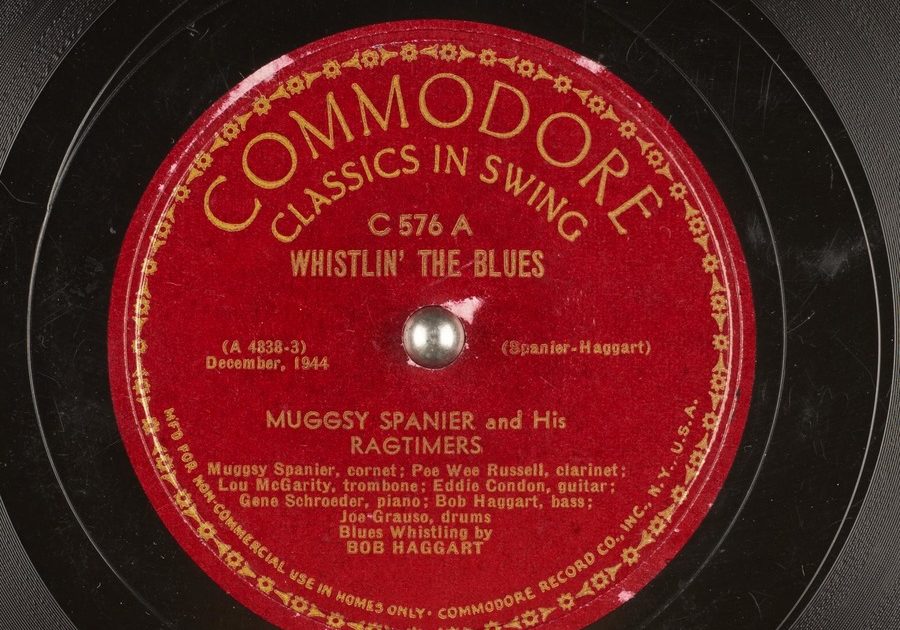 COMMODORE
CLASSICS IN SWING
C 576 A
WHISTLIN' THE BLUES
(A 4838-3)
December, 1944
(Spanier-Haggart)
MUGGSY SPANIER and His
RAGTIMERS
Muggsy Spanier, cornet; Pee Wee Russell, clarinet;
Lou McGarity, trombone; Eddie Condon, guitar;
Gene Schroeder, piano; Bob Haggart, bass;
Joe Grauso, drums
Blues Whistling by
BOB HAGGART
MF'D FOR NON-COMMERCIAL USE IN HOMES ONLY • COMMODORE RECORD CO., INC., N. Y., U. S. A.